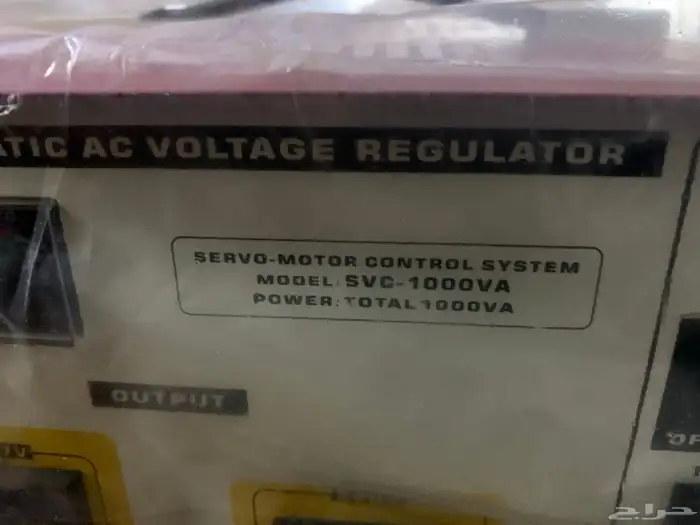 ATIC AC VOLTAGE REGULATOR
SERVO-MOTOR CONTROL SYSTEM
MODEL: SVC-1000VA
POWER: TOTAL 1000VA
OUTPUT
حراج